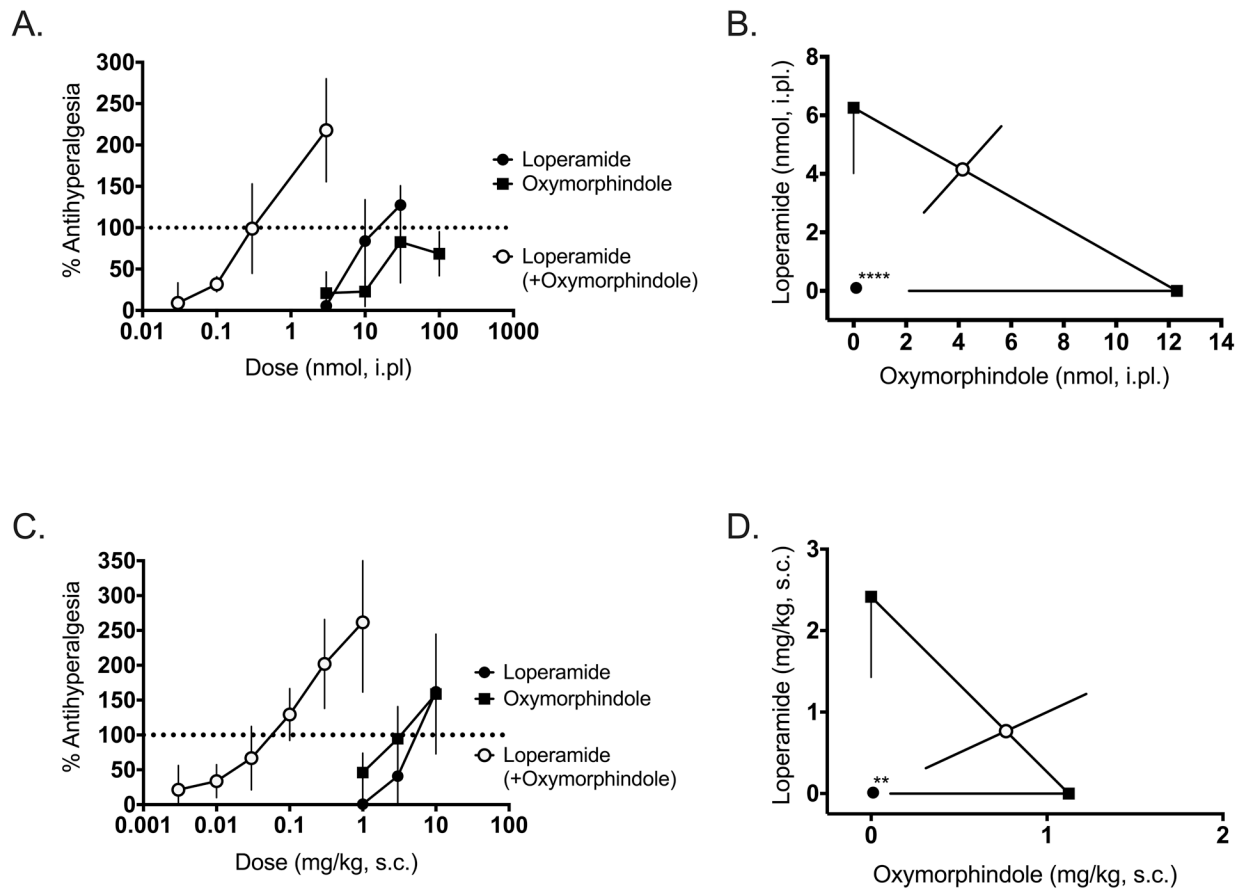 A.
300
250
200
150
100
50
0
% Antihyperalgesia
0.01 0.1 1 10 100 1000
Dose (nmol, i.pl)
Loperamide
Oxymorphindole
Loperamide
(+Oxymorphindole)
B.
8
6
4
2
0
Loperamide (nmol, i.pl.)
****
0 2 4 6 8 10 12 14
Oxymorphindole (nmol, i.pl.)
C.
350
300
250
200
150
100
50
0
% Antihyperalgesia
0.001 0.01 0.1 1 10 100
Dose (mg/kg, s.c.)
Loperamide
Oxymorphindole
Loperamide
(+Oxymorphindole)
D.
3
2
1
0
Loperamide (mg/kg, s.c.)
**
0 1 2
Oxymorphindole (mg/kg, s.c.)